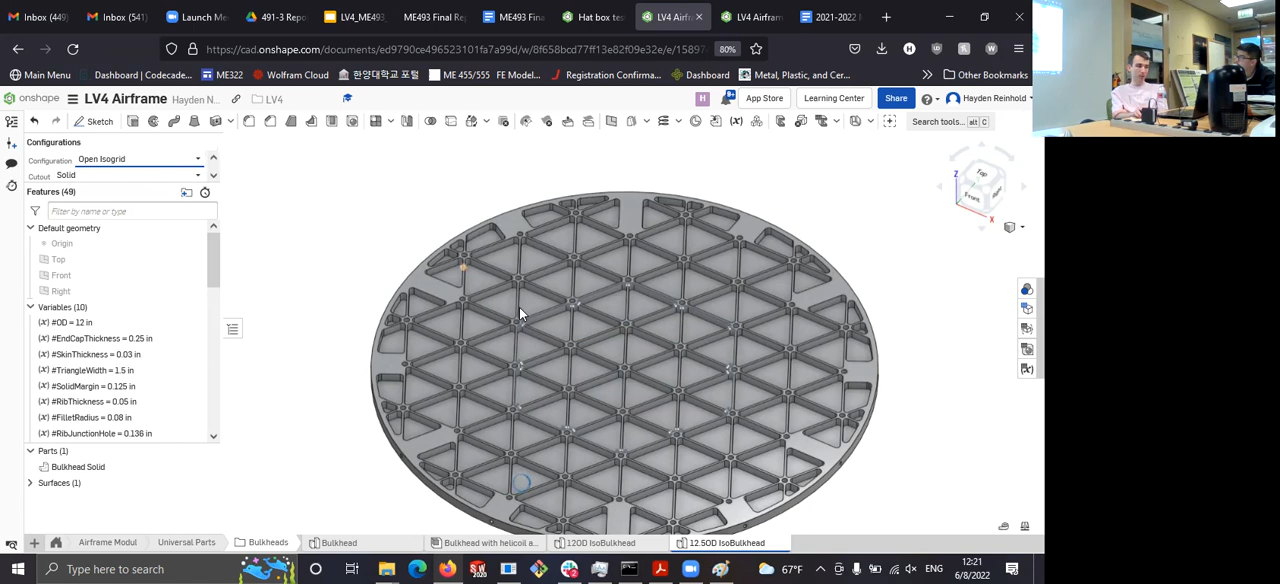 Inbox (449)
Inbox (541)
Launch Me
491-3 Repo
LV4_ME493
ME493 Final Re
ME493 Fina
Hat box tes
LV4 Airf
LV4 Airfram
2021-2022 M
https://cad.onshape.com/documents/ed9790ce496523101fa7a99d/w/8f658bcd77ff13e82f09e32e/e/15897
80%
Main Menu
Dashboard | Codecade...
ME322
Wolfram Cloud
한양대학교 포털
ME 455/555
FE Model...
Registration Confirma...
Dashboard
Metal, Plastic, and Cer...
Other Bookmarks
onshape
LV4 Airframe
Hayden N...
LV4
H
App Store
Learning Center
Share
Hayden Reinhold
Sketch
Search tools...
alt
C
Configurations
Configuration
Open Isogrid
Cutout
Solid
Features (49)
Filter by name or type
Default geometry
Origin
Top
Front
Right
Variables (10)
(x) #OD = 12 in
(x) #EndCapThickness = 0.25 in
(x) #SkinThickness = 0.03 in
(x) #TriangleWidth = 1.5 in
(x) #SolidMargin = 0.125 in
(x) #RibThickness = 0.05 in
(x) #FilletRadius = 0.08 in
(x) #RibJunctionHole = 0.136 in
Parts (1)
Bulkhead Solid
Surfaces (1)
Z
Top
Front
Right
X
Airframe Modul
Universal Parts
Bulkheads
Bulkhead
Bulkhead with helicoil a...
12OD IsoBulkhead
12.5OD IsoBulkhead
Type here to search
67°F
ENG
12:21
6/8/2022